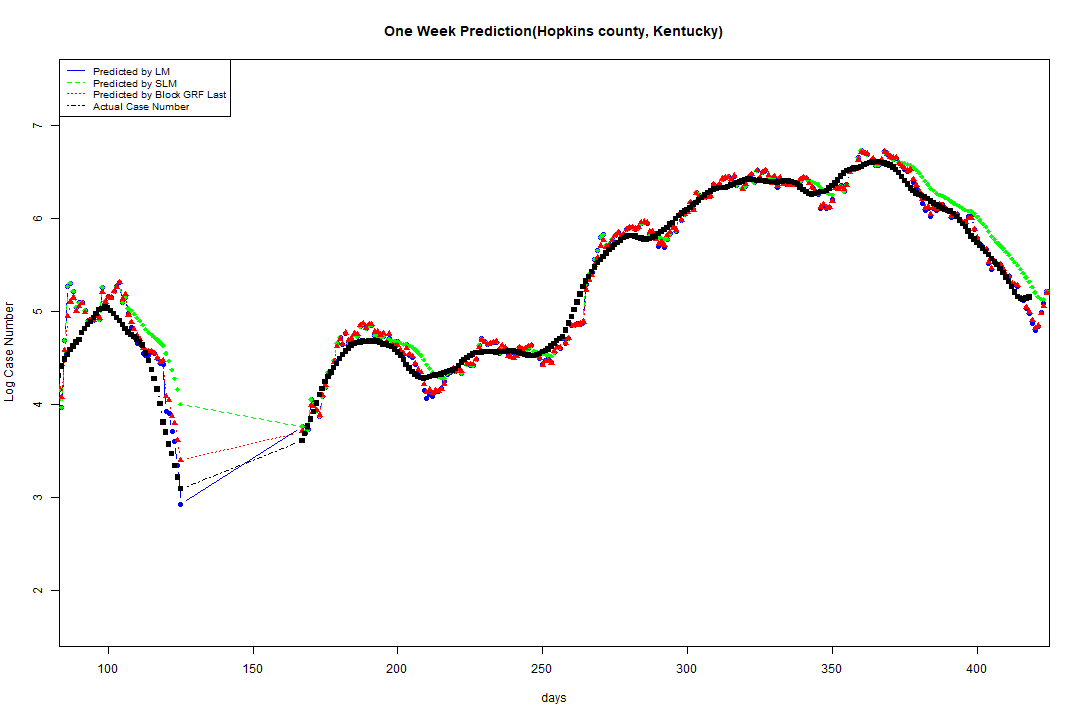 One Week Prediction(Hopkins county, Kentucky)
Predicted by LM
Predicted by SLM
Predicted by Block GRF Last
Actual Case Number
7
6
5
4
3
2
Log Case Number
100 150 200 250 300 350 400
days